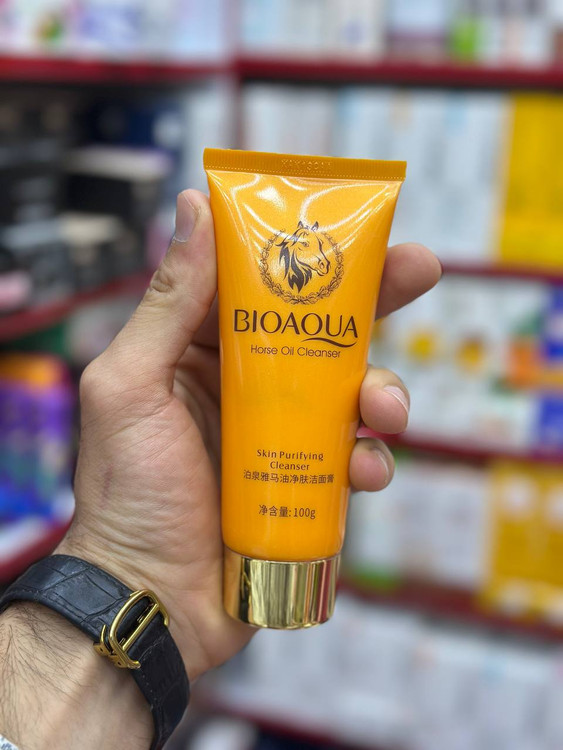 BIOAQUA
Horse Oil Cleanser
Skin Purifying
Cleanser
泊泉雅马油净肤洁面膏
净含量: 100g